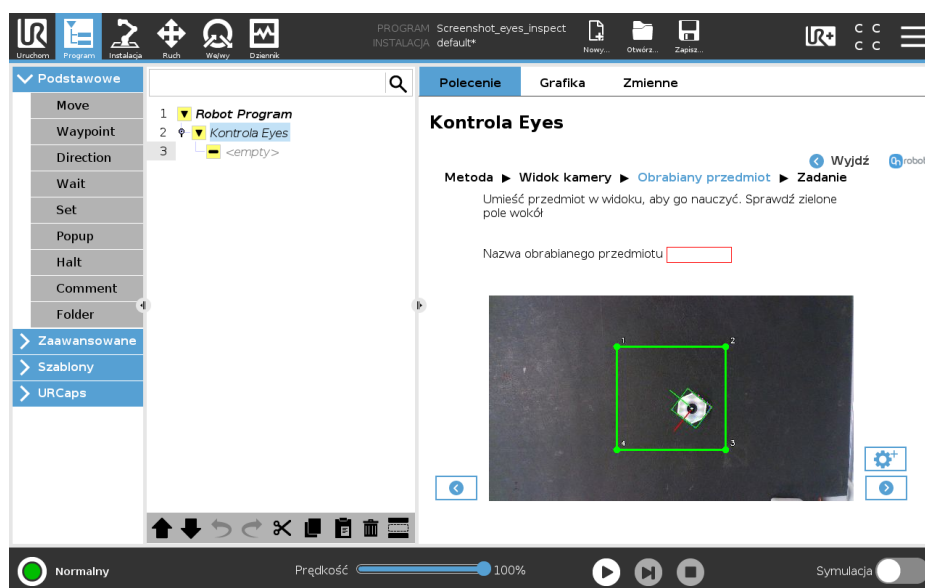 PROGRAM Screenshot_eyes_inspect
INSTALACJA default*
Uruchom Program Instalacja Ruch We/wy Dziennik Nowy... Otwórz... Zapisz...
UR+
C C
C C
Podstawowe
Move
Waypoint
Direction
Wait
Set
Popup
Halt
Comment
Folder
Zaawansowane
Szablony
URCaps
1 Robot Program
2 Kontrola Eyes
3 <empty>
Polecenie Grafika Zmienne
Kontrola Eyes
Wyjdź
Metoda ▶ Widok kamery ▶ Obrabiany przedmiot ▶ Zadanie
Umieść przedmiot w widoku, aby go nauczyć. Sprawdź zielone
pole wokół
Nazwa obrabianego przedmiotu
1 2
4 3
Normalny Prędkość 100% Symulacja